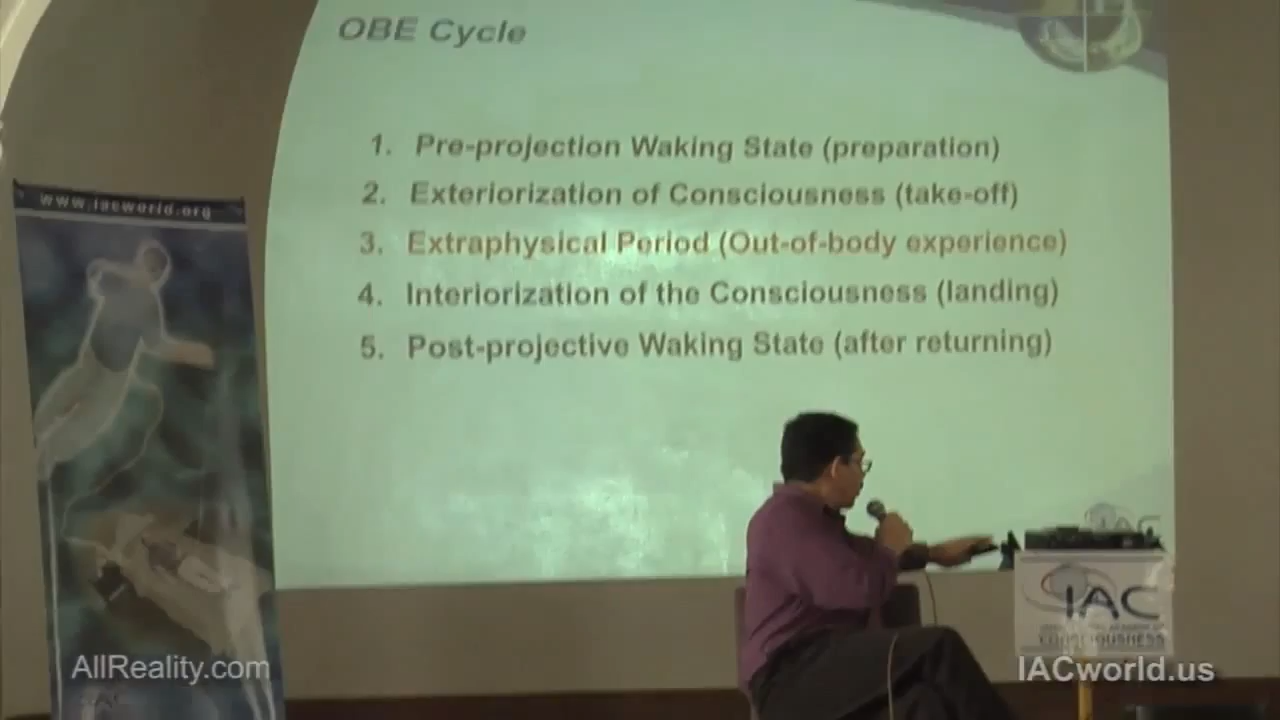 OBE Cycle
1. Pre-projection Waking State (preparation)
2. Exteriorization of Consciousness (take-off)
3. Extraphysical Period (Out-of-body experience)
4. Interiorization of the Consciousness (landing)
5. Post-projective Waking State (after returning)
www.iacworld.org
IAC
IAC
CONSCIOUSNESS
AllReality.com
IACworld.us